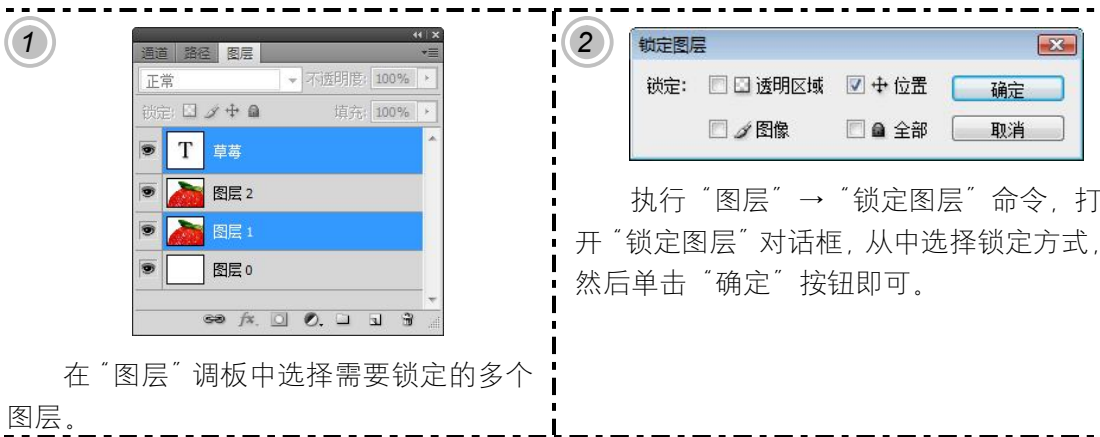 1
通道 路径 图层
正常 不透明度: 100%
锁定: 填充: 100%
T 草莓
图层 2
图层 1
图层 0
fx.
在“图层”调板中选择需要锁定的多个
图层。
2
锁定图层
锁定: 透明区域 位置 确定
图像 全部 取消
执行“图层”→“锁定图层”命令，打
开“锁定图层”对话框，从中选择锁定方式，
然后单击“确定”按钮即可。